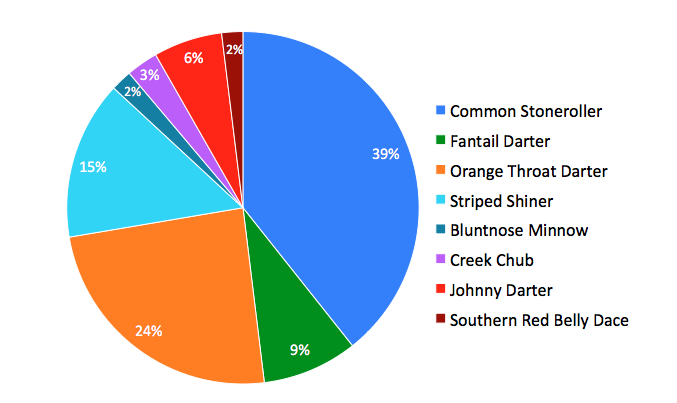 2%
6%
3%
2%
39%
15%
24%
9%
Common Stoneroller
Fantail Darter
Orange Throat Darter
Striped Shiner
Bluntnose Minnow
Creek Chub
Johnny Darter
Southern Red Belly Dace